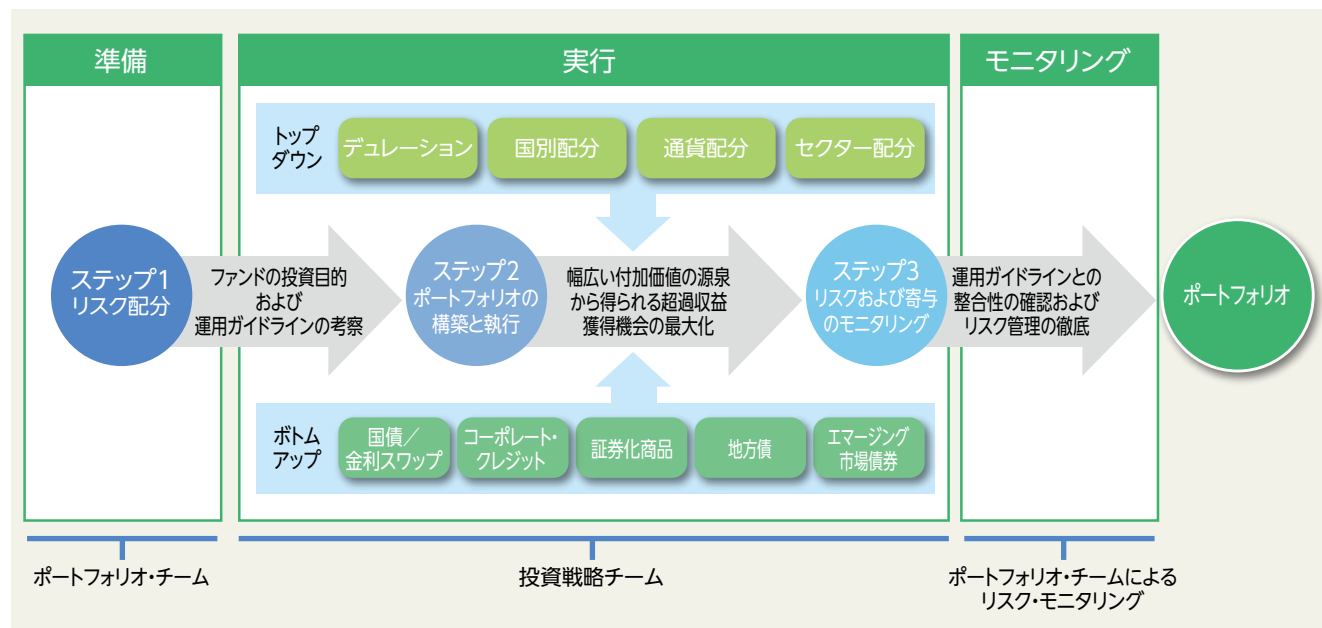 準備
実行
モニタリング
トップ
ダウン
デュレーション
国別配分
通貨配分
セクター配分
ステップ1
リスク配分
ファンドの投資目的
および
運用ガイドラインの考察
ステップ2
ポートフォリオの
構築と執行
幅広い付加価値の源泉
から得られる超過収益
獲得機会の最大化
ステップ3
リスクおよび寄与
のモニタリング
運用ガイドラインとの
整合性の確認および
リスク管理の徹底
ポートフォリオ
ボトム
アップ
国債／
金利スワップ
コーポレート・
クレジット
証券化商品
地方債
エマージング
市場債券
ポートフォリオ・チーム
投資戦略チーム
ポートフォリオ・チームによる
リスク・モニタリング